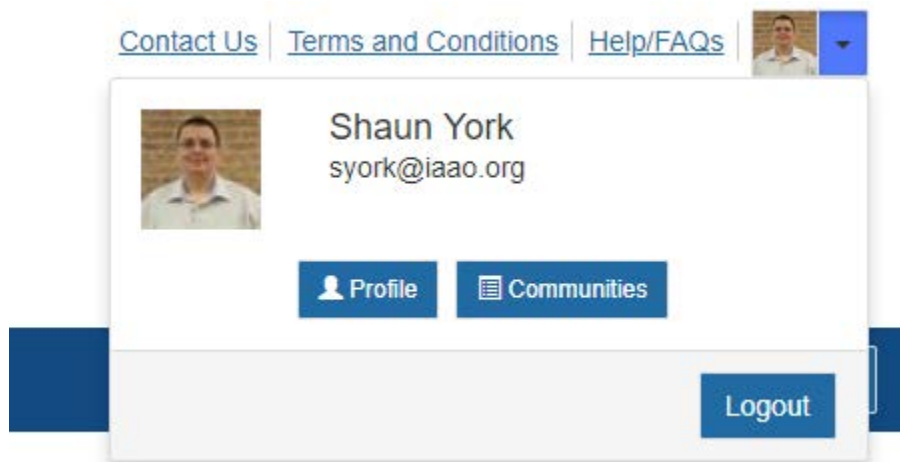 Contact Us Terms and Conditions Help/FAQs
Shaun York
syork@iaao.org
Profile Communities
Logout